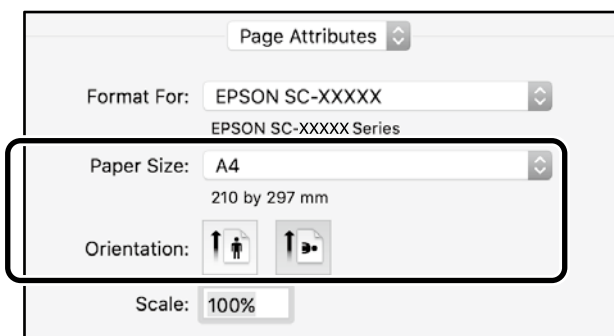 Page Attributes
Format For: EPSON SC-XXXXX
EPSON SC-XXXXX Series
Paper Size: A4
210 by 297 mm
Orientation:
Scale: 100%